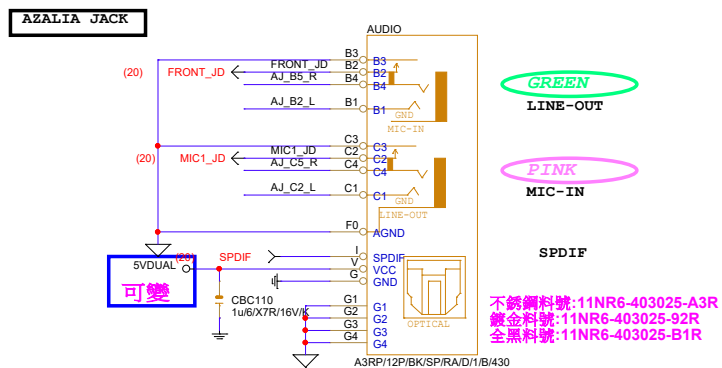 AZALIA JACK
AUDIO
B3 B3
(20) FRONT_JD FRONT_JD B2 B2
AJ_B5_R B4 B4
GREEN
LINE-OUT
AJ_B2_L B1 B1
GND
MIC-IN
C3 C3
(20) MIC1_JD MIC1_JD C2 C2
AJ_C5_R C4 C4
PINK
MIC-IN
AJ_C2_L C1 C1
GND
LINE-OUT
F0 AGND
(20) SPDIF I SPDIF
SPDIF
5VDUAL V VCC
G GND
可變
CBC110
1u/6/X7R/16V/K
G1 G1
G2 G2
G3 G3
G4 G4
OPTICAL
不銹鋼料號:11NR6-403025-A3R
鍍金料號:11NR6-403025-92R
全黑料號:11NR6-403025-B1R
A3RP/12P/BK/SP/RA/D/1/B/430